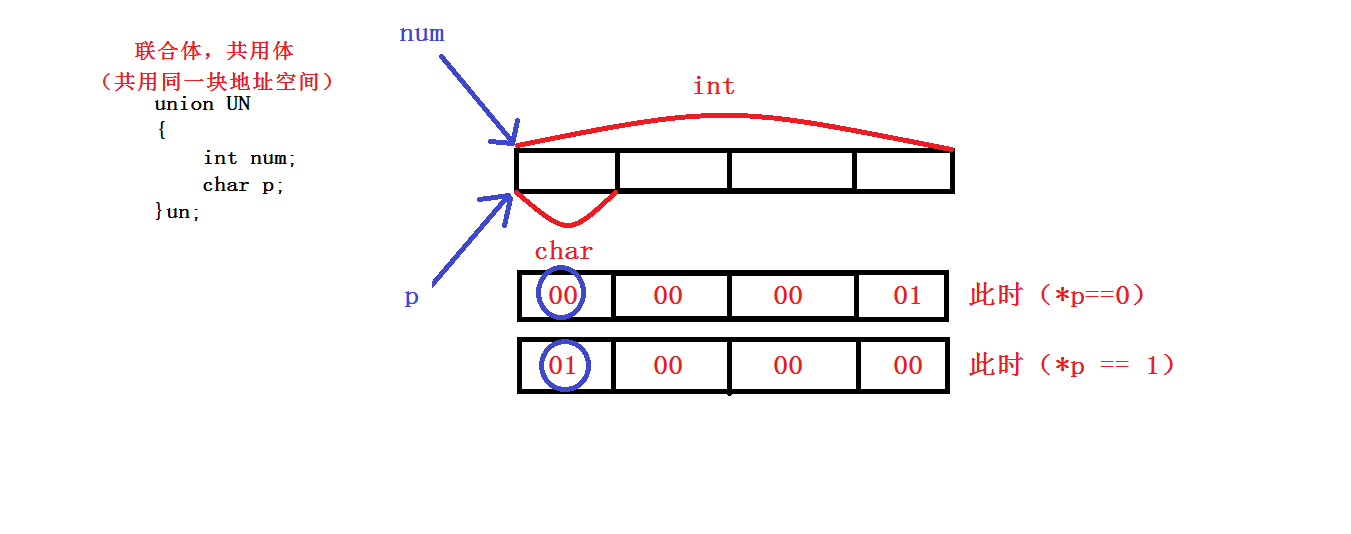 联合体，共用体
（共用同一块地址空间）
union UN
{
int num;
char p;
}un;
num
int
char
p
00 00 00 01 此时（*p==0）
01 00 00 00 此时（*p == 1）